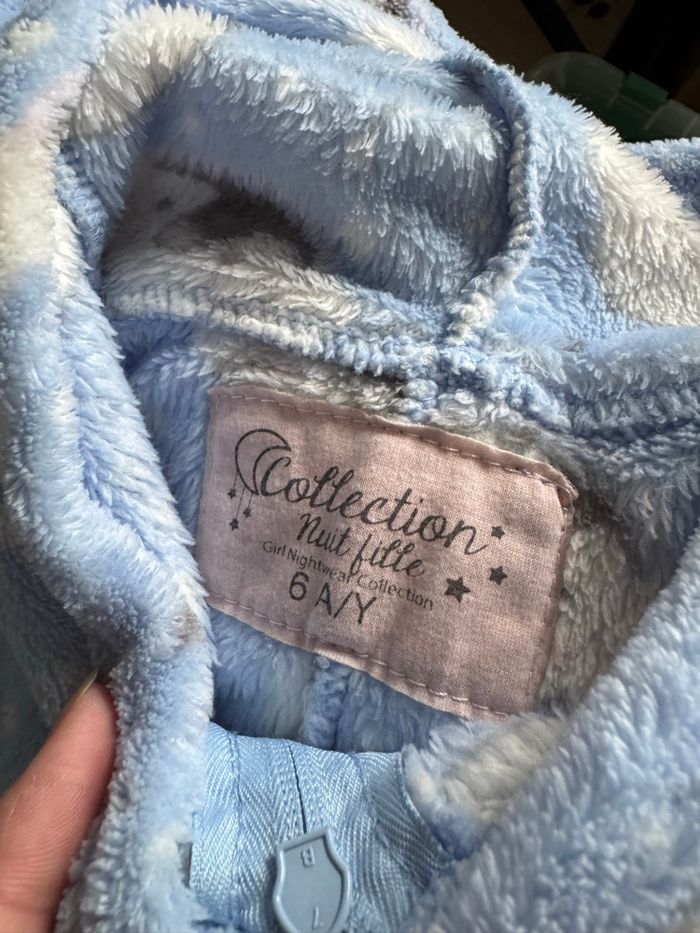 Collection
Nuit fille
Girl Nightwear Collection
6 A/Y